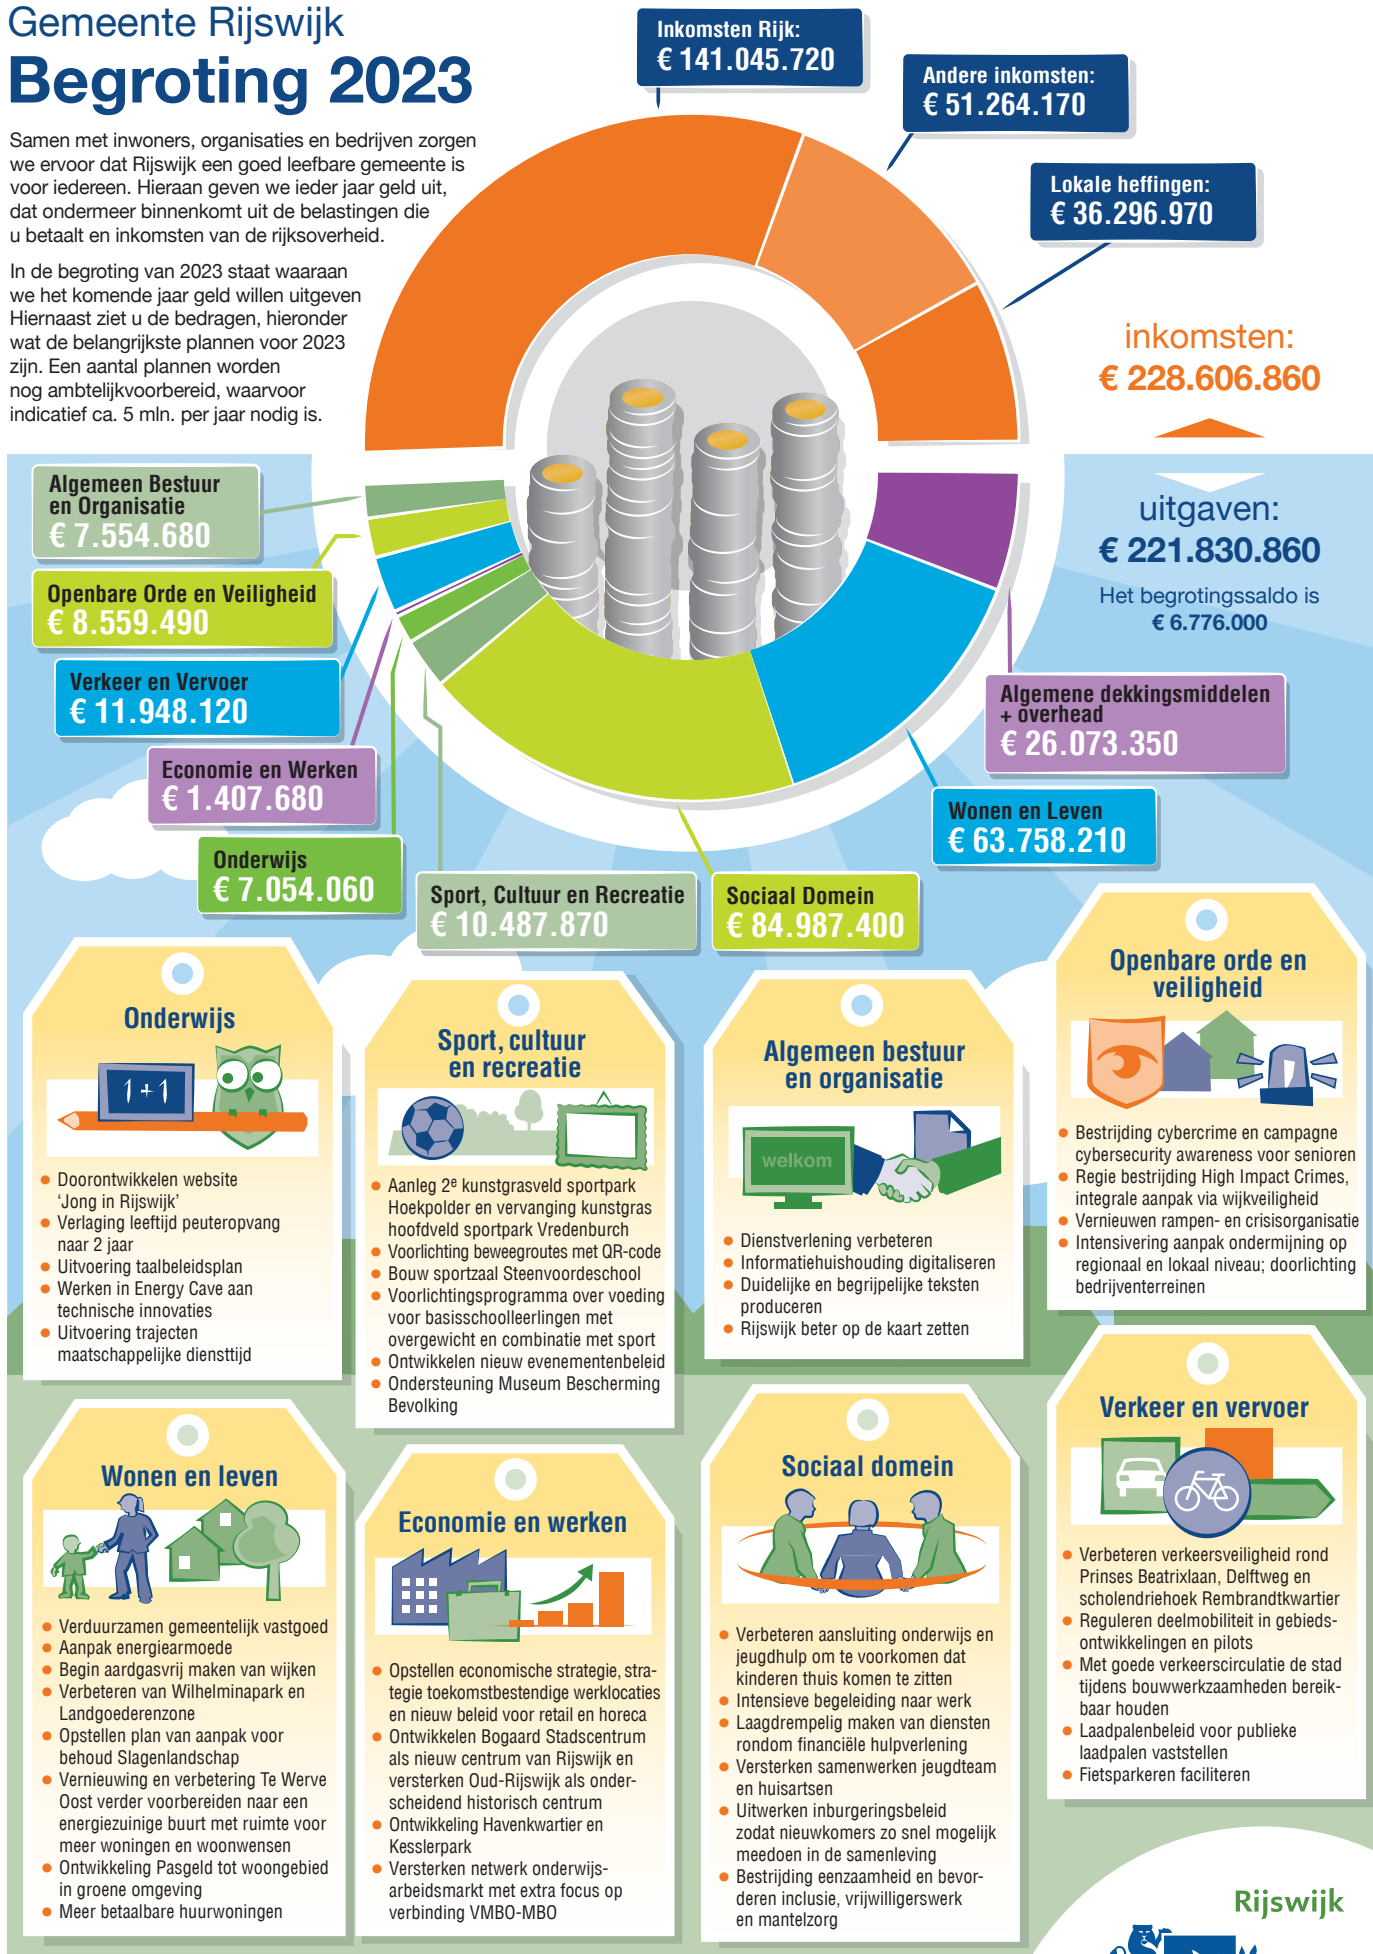 Gemeente Rijswijk
Begroting 2023
Samen met inwoners, organisaties en bedrijven zorgen
we ervoor dat Rijswijk een goed leefbare gemeente is
voor iedereen. Hieraan geven we ieder jaar geld uit,
dat ondermeer binnenkomt uit de belastingen die
u betaalt en inkomsten van de rijksoverheid.
In de begroting van 2023 staat waaraan
we het komende jaar geld willen uitgeven
Hiernaast ziet u de bedragen, hieronder
wat de belangrijkste plannen voor 2023
zijn. Een aantal plannen worden
nog ambtelijkvoorbereid, waarvoor
indicatief ca. 5 mln. per jaar nodig is.
Inkomsten Rijk:
€ 141.045.720
Andere inkomsten:
€ 51.264.170
Lokale heffingen:
€ 36.296.970
inkomsten:
€ 228.606.860
uitgaven:
€ 221.830.860
Het begrotingssaldo is
€ 6.776.000
Algemeen Bestuur
en Organisatie
€ 7.554.680
Openbare Orde en Veiligheid
€ 8.559.490
Verkeer en Vervoer
€ 11.948.120
Economie en Werken
€ 1.407.680
Onderwijs
€ 7.054.060
Sport, Cultuur en Recreatie
€ 10.487.870
Sociaal Domein
€ 84.987.400
Wonen en Leven
€ 63.758.210
Algemene dekkingsmiddelen
+ overhead
€ 26.073.350
Onderwijs
1+1
• Doorontwikkelen website
‘Jong in Rijswijk’
• Verlaging leeftijd peuteropvang
naar 2 jaar
• Uitvoering taalbeleidsplan
• Werken in Energy Cave aan
technische innovaties
• Uitvoering trajecten
maatschappelijke diensttijd
Sport, cultuur
en recreatie
• Aanleg 2e kunstgrasveld sportpark
Hoekpolder en vervanging kunstgras
hoofdveld sportpark Vredenburch
• Voorlichting beweegroutes met QR-code
• Bouw sportzaal Steenvoordeschool
• Voorlichtingsprogramma over voeding
voor basisschoolleerlingen met
overgewicht en combinatie met sport
• Ontwikkelen nieuw evenementenbeleid
• Ondersteuning Museum Bescherming
Bevolking
Algemeen bestuur
en organisatie
welkom
• Dienstverlening verbeteren
• Informatiehuishouding digitaliseren
• Duidelijke en begrijpelijke teksten
produceren
• Rijswijk beter op de kaart zetten
Openbare orde en
veiligheid
• Bestrijding cybercrime en campagne
cybersecurity awareness voor senioren
• Regie bestrijding High Impact Crimes,
integrale aanpak via wijkveiligheid
• Vernieuwen rampen- en crisisorganisatie
• Intensivering aanpak ondermijning op
regionaal en lokaal niveau; doorlichting
bedrijventerreinen
Wonen en leven
• Verduurzamen gemeentelijk vastgoed
• Aanpak energiearmoede
• Begin aardgasvrij maken van wijken
• Verbeteren van Wilhelminapark en
Landgoederenzone
• Opstellen plan van aanpak voor
behoud Slagenlandschap
• Vernieuwing en verbetering Te Werve
Oost verder voorbereiden naar een
energiezuinige buurt met ruimte voor
meer woningen en woonwensen
• Ontwikkeling Pasgeld tot woongebied
in groene omgeving
• Meer betaalbare huurwoningen
Economie en werken
• Opstellen economische strategie, stra-
tegie toekomstbestendige werklocaties
en nieuw beleid voor retail en horeca
• Ontwikkelen Bogaard Stadscentrum
als nieuw centrum van Rijswijk en
versterken Oud-Rijswijk als onder-
scheidend historisch centrum
• Ontwikkeling Havenkwartier en
Kesslerpark
• Versterken netwerk onderwijs-
arbeidsmarkt met extra focus op
verbinding VMBO-MBO
Sociaal domein
• Verbeteren aansluiting onderwijs en
jeugdhulp om te voorkomen dat
kinderen thuis komen te zitten
• Intensieve begeleiding naar werk
• Laagdrempelig maken van diensten
rondom financiële hulpverlening
• Versterken samenwerken jeugdteam
en huisartsen
• Uitwerken inburgeringsbeleid
zodat nieuwkomers zo snel mogelijk
meedoen in de samenleving
• Bestrijding eenzaamheid en bevor-
deren inclusie, vrijwilligerswerk
en mantelzorg
Verkeer en vervoer
• Verbeteren verkeersveiligheid rond
Prinses Beatrixlaan, Delftweg en
scholendriehoek Rembrandtkwartier
• Reguleren deelmobiliteit in gebieds-
ontwikkelingen en pilots
• Met goede verkeerscirculatie de stad
tijdens bouwwerkzaamheden bereik-
baar houden
• Laadpalenbeleid voor publieke
laadpalen vaststellen
• Fietsparkeren faciliteren
Rijswijk